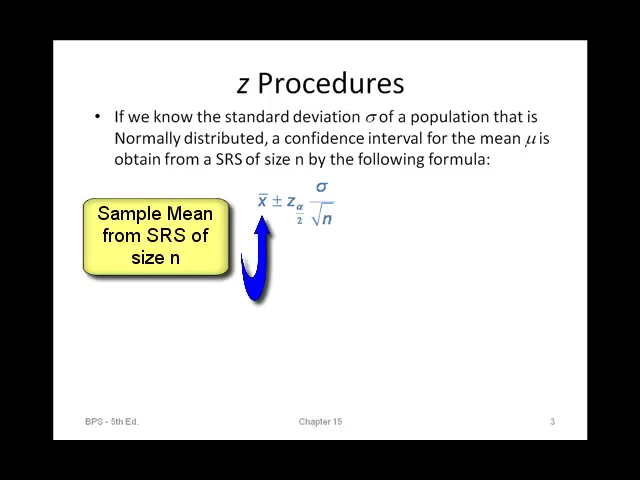 z Procedures
• If we know the standard deviation σ of a population that is
Normally distributed, a confidence interval for the mean μ is
obtain from a SRS of size n by the following formula:
x̄ ± z_{α/2} σ/√n
Sample Mean
from SRS of
size n
BPS - 5th Ed.
Chapter 15
3